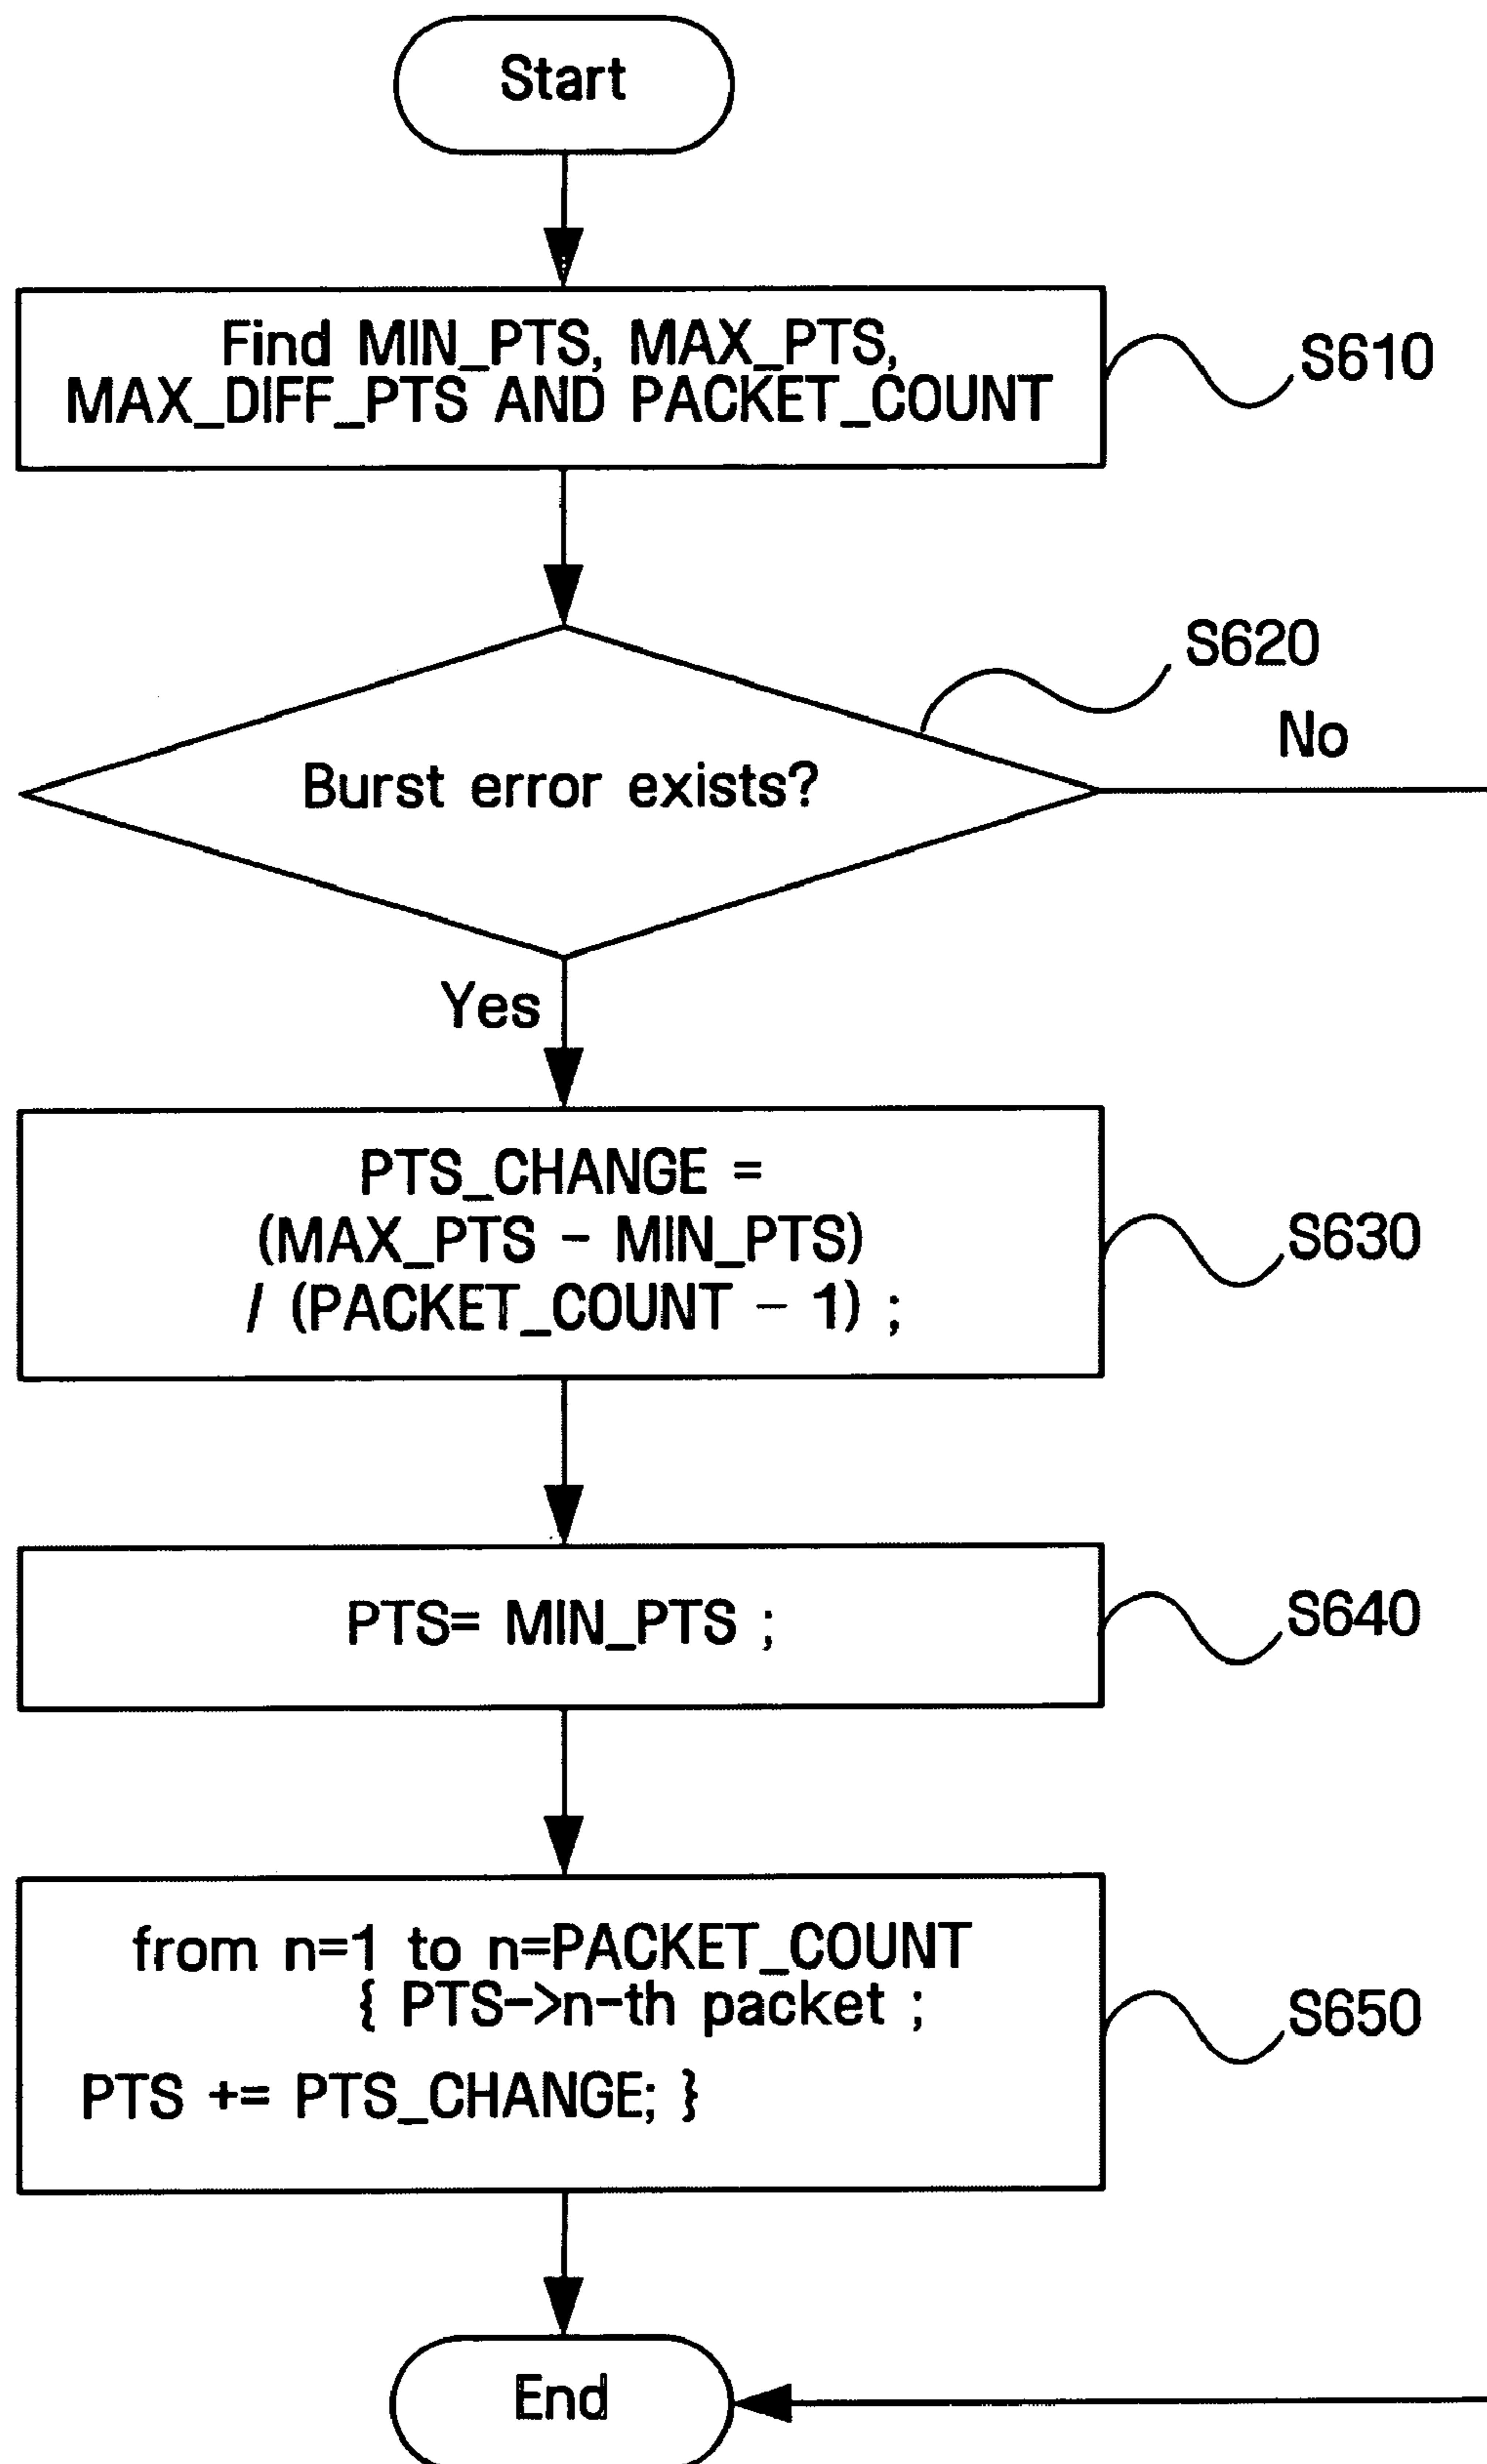 Start
Find MIN_PTS, MAX_PTS,
MAX_DIFF_PTS AND PACKET_COUNT
S610
S620
No
Burst error exists?
Yes
PTS_CHANGE =
(MAX_PTS - MIN_PTS)
/ (PACKET_COUNT - 1) ;
S630
PTS= MIN_PTS ;
S640
from n=1 to n=PACKET_COUNT
{ PTS->n-th packet ;
PTS += PTS_CHANGE; }
S650
End